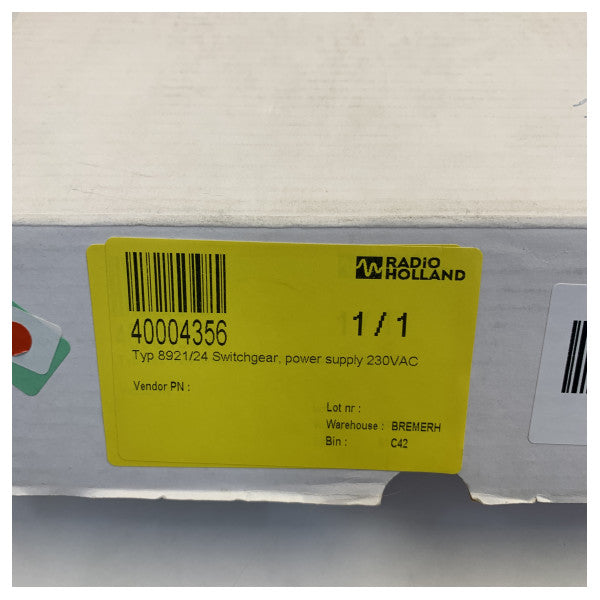 RADIO
HOLLAND
40004356
1 / 1
Typ 8921/24 Switchgear, power supply 230VAC
Vendor PN :
Lot nr :
Warehouse : BREMERH
Bin : C42